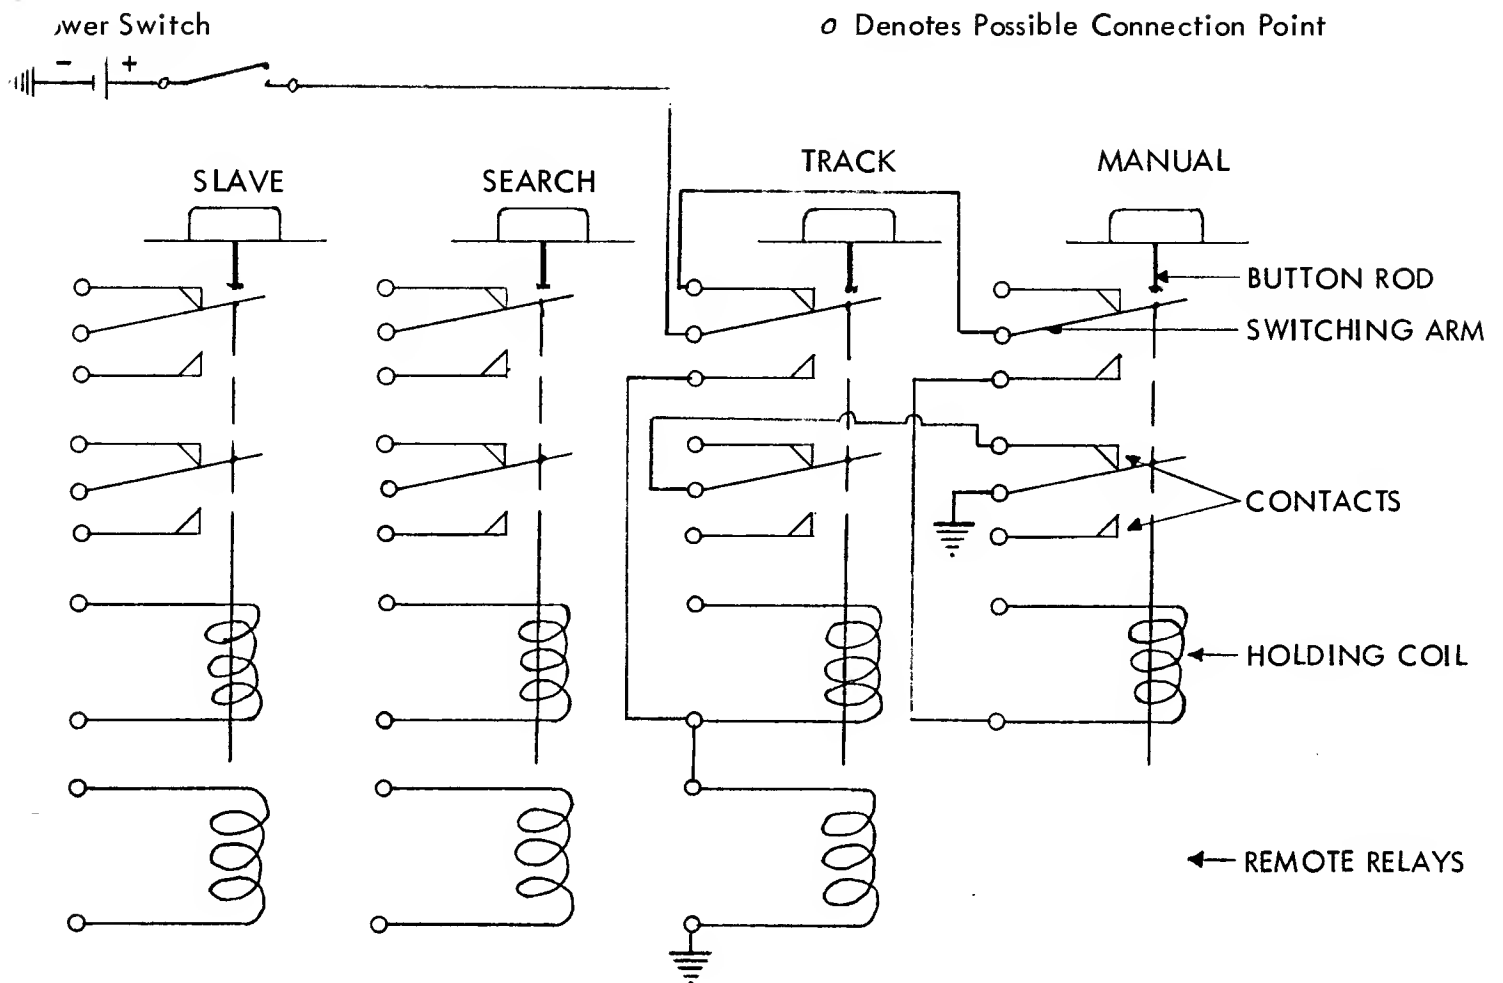 ower Switch
o Denotes Possible Connection Point
- +
SLAVE
SEARCH
TRACK
MANUAL
BUTTON ROD
SWITCHING ARM
CONTACTS
HOLDING COIL
REMOTE RELAYS